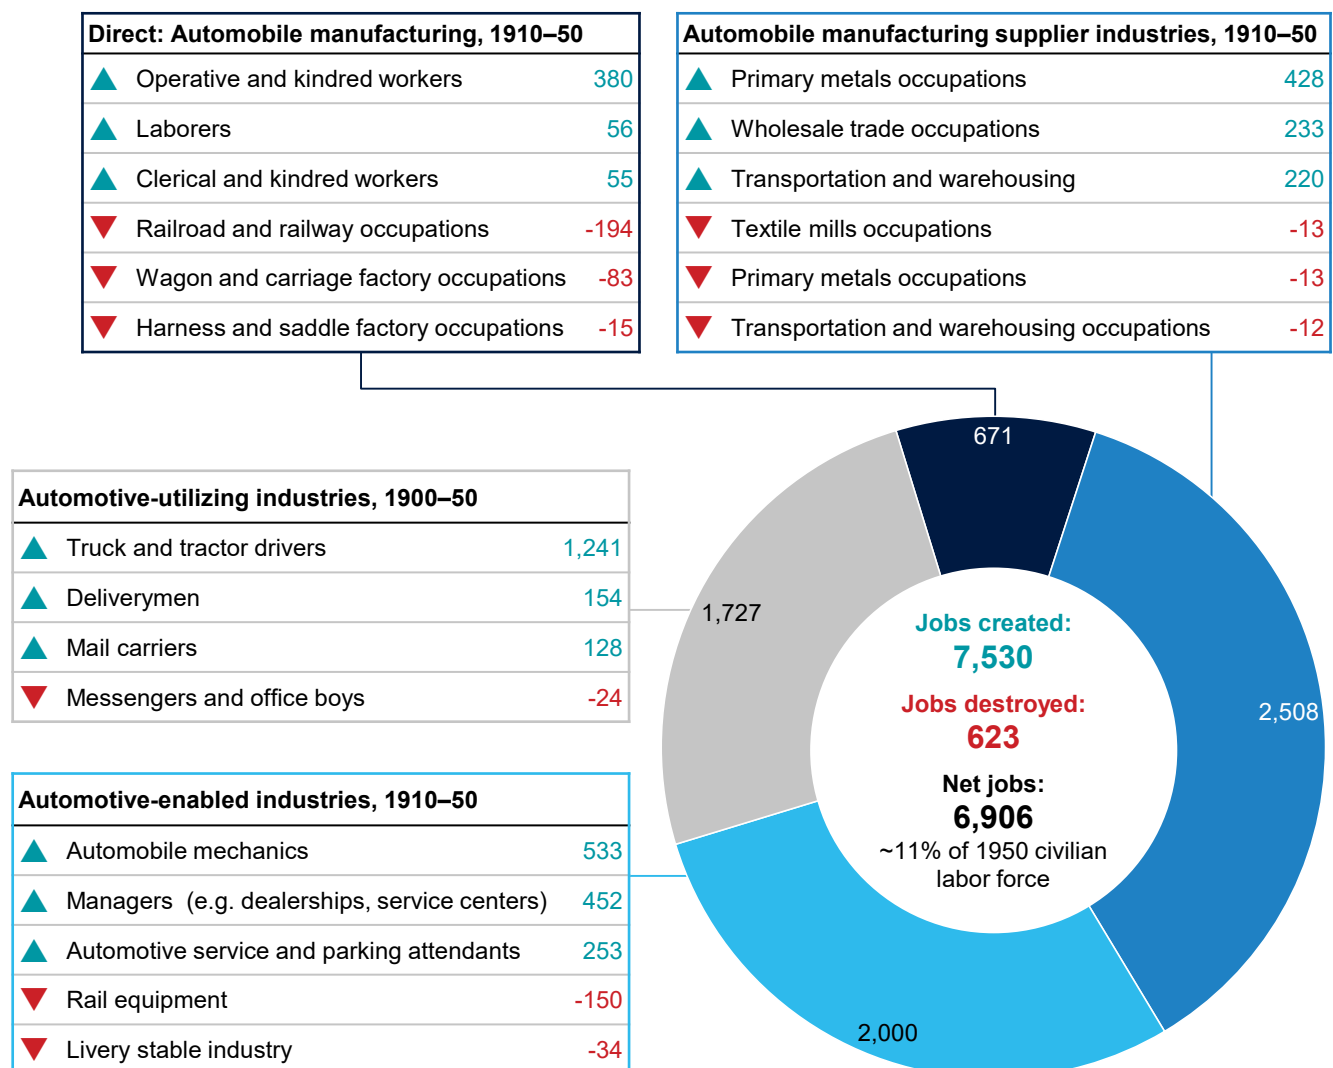 Direct: Automobile manufacturing, 1910–50
Operative and kindred workers 380
Laborers 56
Clerical and kindred workers 55
Railroad and railway occupations -194
Wagon and carriage factory occupations -83
Harness and saddle factory occupations -15
Automobile manufacturing supplier industries, 1910–50
Primary metals occupations 428
Wholesale trade occupations 233
Transportation and warehousing 220
Textile mills occupations -13
Primary metals occupations -13
Transportation and warehousing occupations -12
Automotive-utilizing industries, 1900–50
Truck and tractor drivers 1,241
Deliverymen 154
Mail carriers 128
Messengers and office boys -24
Automotive-enabled industries, 1910–50
Automobile mechanics 533
Managers (e.g. dealerships, service centers) 452
Automotive service and parking attendants 253
Rail equipment -150
Livery stable industry -34
671
1,727
2,508
2,000
Jobs created:
7,530
Jobs destroyed:
623
Net jobs:
6,906
~11% of 1950 civilian
labor force